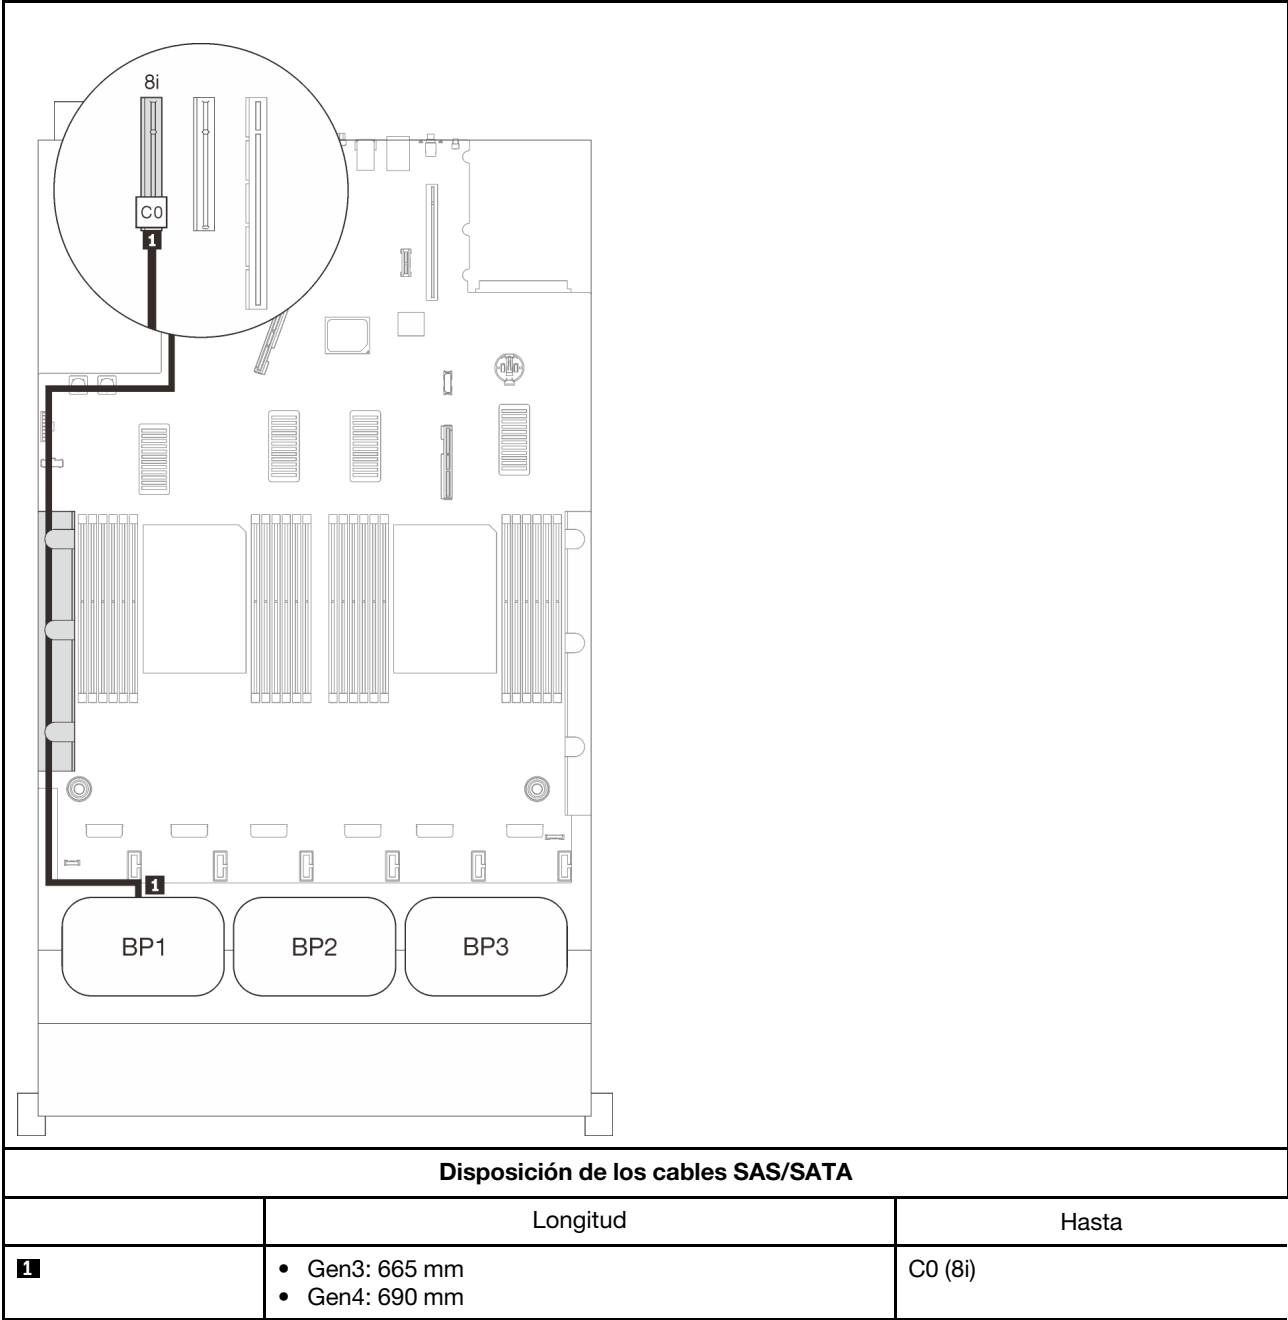 8i
C0
1
1
BP1 BP2 BP3
Disposición de los cables SAS/SATA
Longitud Hasta
1 • Gen3: 665 mm C0 (8i)
• Gen4: 690 mm